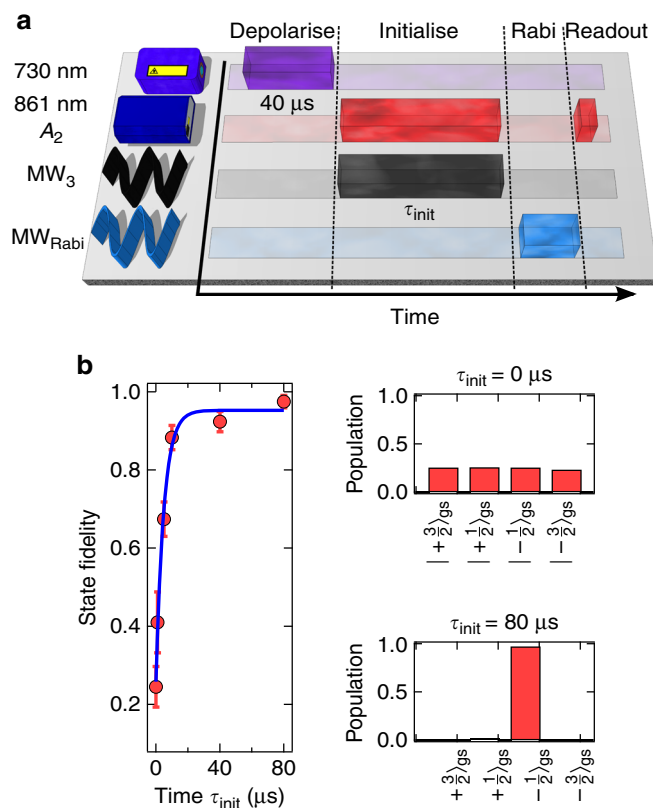 a
Depolarise Initialise Rabi Readout
730 nm
40 μs
861 nm
A2
MW3
τinit
MWRabi
Time
b
State fidelity
1.0
0.8
0.6
0.4
0.2
0 40 80
Time τinit (μs)
τinit = 0 μs
Population
1.0
0.5
0.0
|+3/2⟩gs |+1/2⟩gs |−1/2⟩gs |−3/2⟩gs
τinit = 80 μs
Population
1.0
0.5
0.0
|+3/2⟩gs |+1/2⟩gs |−1/2⟩gs |−3/2⟩gs